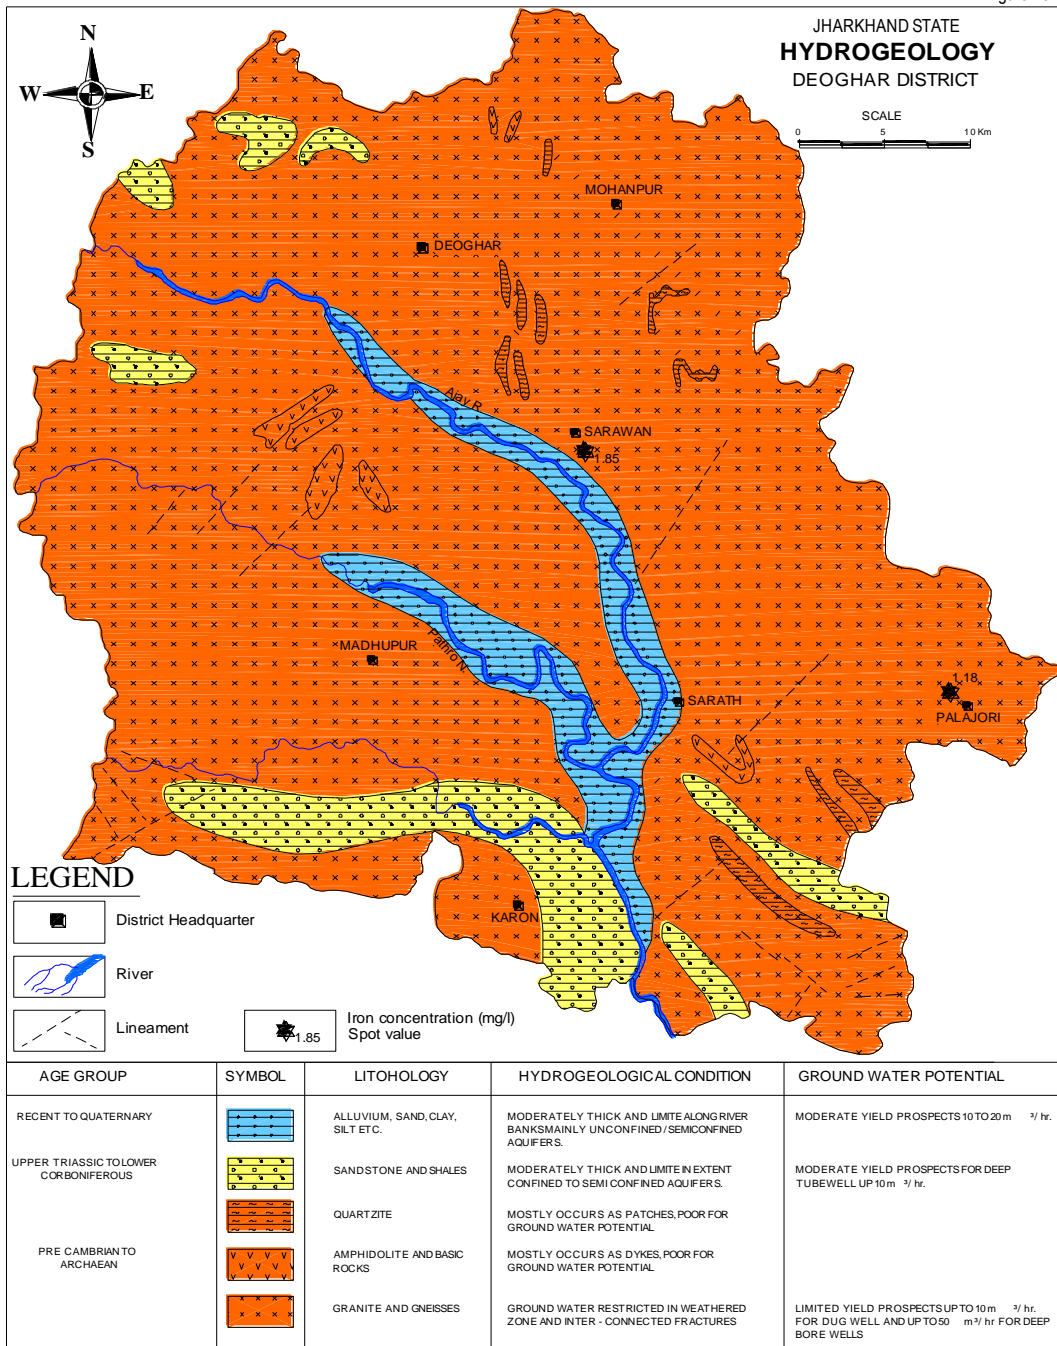 JHARKHAND STATE
HYDROGEOLOGY
DEOGHAR DISTRICT
SCALE
0 5 10 Km
N
W E
S
MOHANPUR
DEOGHAR
Ajay R.
SARAWAN
1.85
MADHUPUR
Pathro N.
SARATH
1.18
PALAJORI
KARON
LEGEND
District Headquarter
River
Lineament
1.85
Iron concentration (mg/l)
Spot value
AGE GROUP SYMBOL LITOHOLOGY HYDROGEOLOGICAL CONDITION GROUND WATER POTENTIAL
RECENT TO QUATERNARY
ALLUVIUM, SAND, CLAY,
SILT ETC.
MODERATELY THICK AND LIMITE ALONG RIVER
BANKSMAINLY UNCONFINED / SEMICONFINED
AQUIFERS.
MODERATE YIELD PROSPECTS 10 TO 20 m ³/ hr.
UPPER TRIASSIC TO LOWER
CORBONIFEROUS
SANDSTONE AND SHALES
MODERATELY THICK AND LIMITE IN EXTENT
CONFINED TO SEMI CONFINED AQUIFERS.
MODERATE YIELD PROSPECTS FOR DEEP
TUBEWELL UP 10 m ³/ hr.
QUARTZITE
MOSTLY OCCURS AS PATCHES, POOR FOR
GROUND WATER POTENTIAL
PRE CAMBRIAN TO
ARCHAEAN
AMPHIDOLITE AND BASIC
ROCKS
MOSTLY OCCURS AS DYKES, POOR FOR
GROUND WATER POTENTIAL
GRANITE AND GNEISSES
GROUND WATER RESTRICTED IN WEATHERED
ZONE AND INTER - CONNECTED FRACTURES
LIMITED YIELD PROSPECTS UP TO 10 m ³/ hr.
FOR DUG WELL AND UP TO 50 m³/ hr FOR DEEP
BORE WELLS